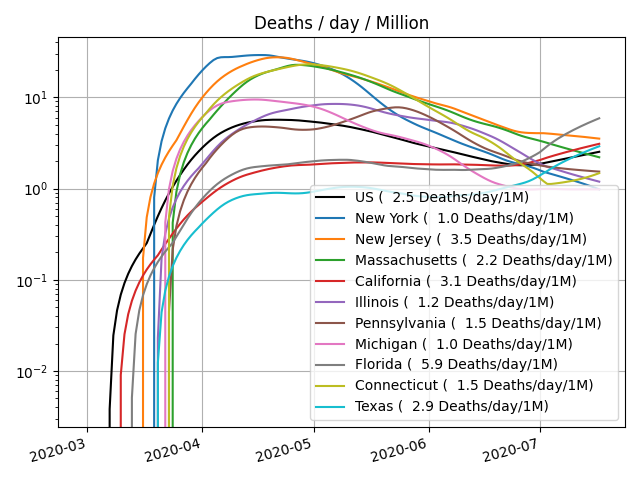 Deaths / day / Million
10¹
10⁰
10⁻¹
10⁻²
US (  2.5 Deaths/day/1M)
New York (  1.0 Deaths/day/1M)
New Jersey (  3.5 Deaths/day/1M)
Massachusetts (  2.2 Deaths/day/1M)
California (  3.1 Deaths/day/1M)
Illinois (  1.2 Deaths/day/1M)
Pennsylvania (  1.5 Deaths/day/1M)
Michigan (  1.0 Deaths/day/1M)
Florida (  5.9 Deaths/day/1M)
Connecticut (  1.5 Deaths/day/1M)
Texas (  2.9 Deaths/day/1M)
2020-03 2020-04 2020-05 2020-06 2020-07